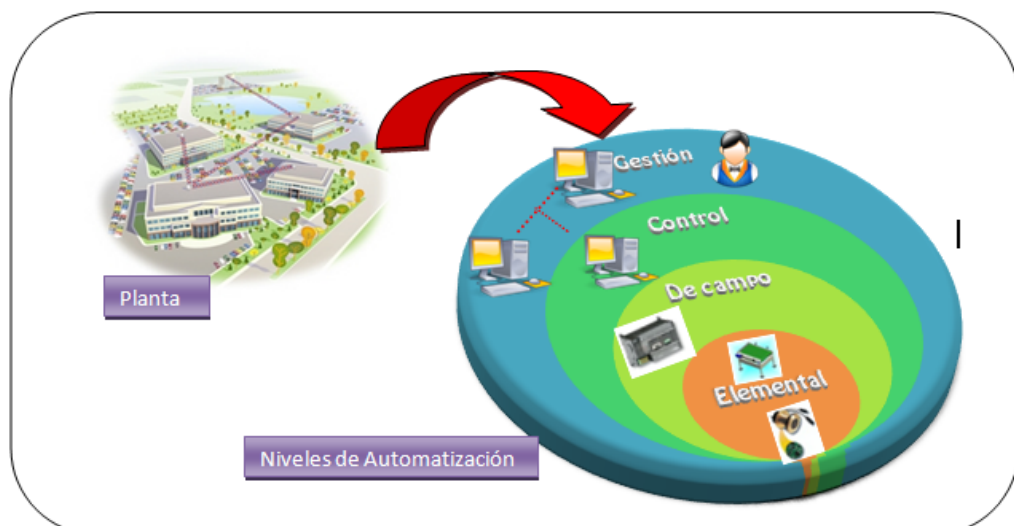 Gestión
Control
De campo
Elemental
Planta
Niveles de Automatización